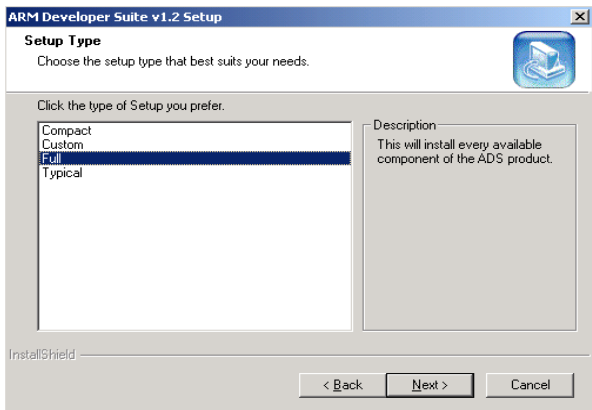 ARM Developer Suite v1.2 Setup
Setup Type
Choose the setup type that best suits your needs.
Click the type of Setup you prefer.
Compact
Custom
Full
Typical
Description
This will install every available
component of the ADS product.
InstallShield
< Back
Next >
Cancel